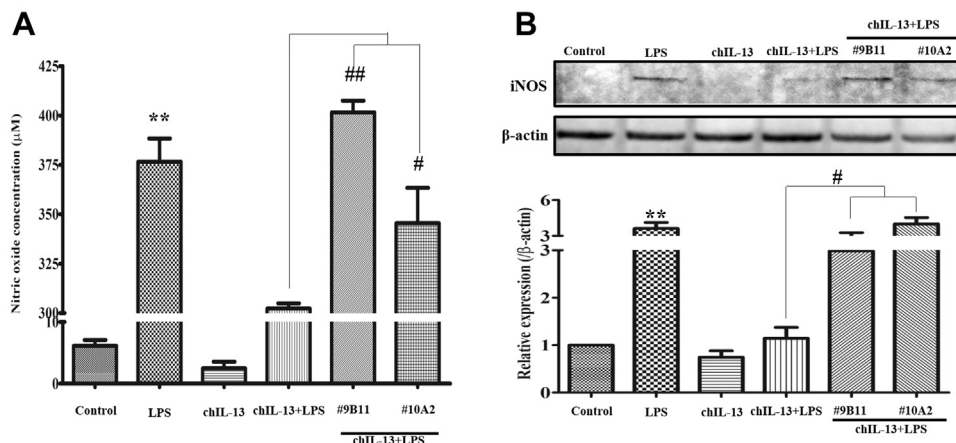 A
Nitric oxide concentration (μM)
425
400
375
350
325
300
10
0
**
##
#
Control
LPS
chIL-13
chIL-13+LPS
#9B11
#10A2
chIL-13+LPS
B
chIL-13+LPS
Control
LPS
chIL-13
chIL-13+LPS
#9B11
#10A2
iNOS
β-actin
Relative expression (/β-actin)
6
3
3
2
1
0
**
#
Control
LPS
chIL-13
chIL-13+LPS
#9B11
#10A2
chIL-13+LPS